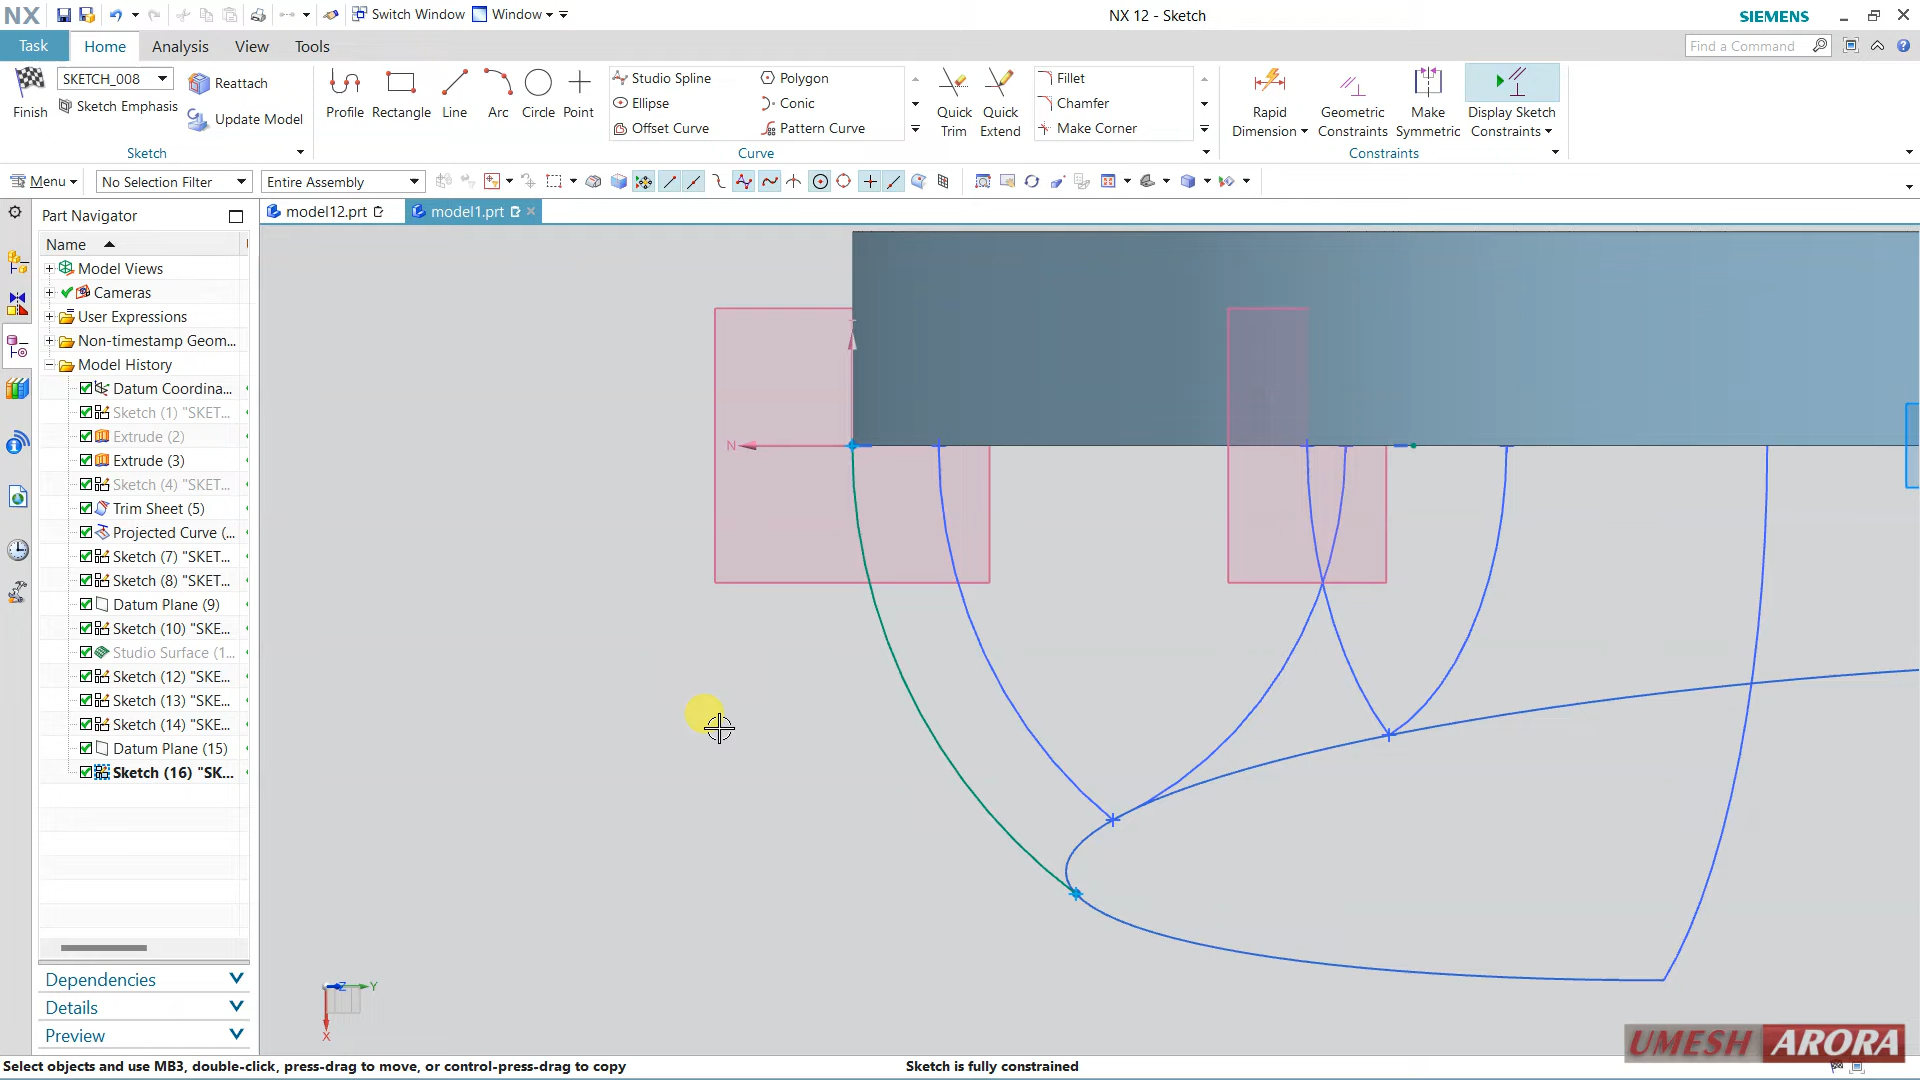 NX
Switch Window
Window
NX 12 - Sketch
SIEMENS
Task
Home
Analysis
View
Tools
Find a Command
Finish
SKETCH_008
Sketch Emphasis
Reattach
Update Model
Profile
Rectangle
Line
Arc
Circle
Point
Studio Spline
Ellipse
Offset Curve
Polygon
Conic
Pattern Curve
Quick
Trim
Quick
Extend
Fillet
Chamfer
Make Corner
Rapid
Dimension
Geometric
Constraints
Make
Symmetric
Display Sketch
Constraints
Sketch
Curve
Constraints
Menu
No Selection Filter
Entire Assembly
Part Navigator
model12.prt
model1.prt
Name
Model Views
Cameras
User Expressions
Non-timestamp Geom...
Model History
Datum Coordina...
Sketch (1) "SKET...
Extrude (2)
Extrude (3)
Sketch (4) "SKET...
Trim Sheet (5)
Projected Curve (...
Sketch (7) "SKET...
Sketch (8) "SKET...
Datum Plane (9)
Sketch (10) "SKE...
Studio Surface (1...
Sketch (12) "SKE...
Sketch (13) "SKE...
Sketch (14) "SKE...
Datum Plane (15)
Sketch (16) "SK...
Dependencies
Details
Preview
N
Z
Y
X
UMESH ARORA
Select objects and use MB3, double-click, press-drag to move, or control-press-drag to copy
Sketch is fully constrained